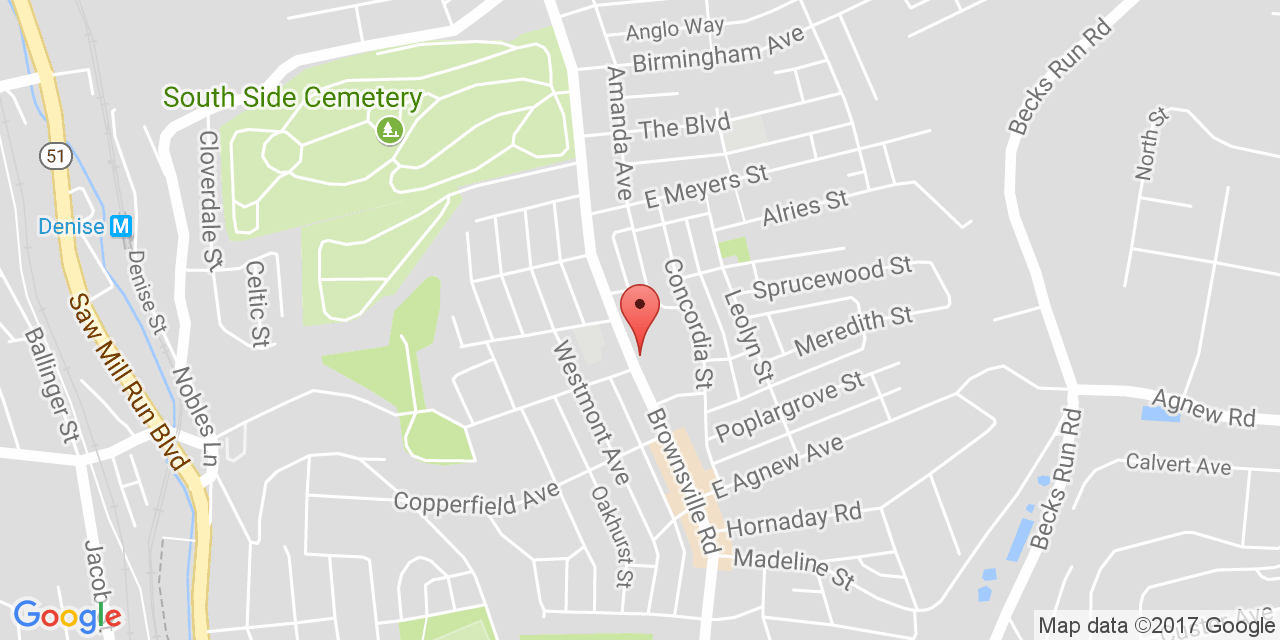 Anglo Way
Birmingham Ave
Becks Run Rd
South Side Cemetery
Amanda Ave
The Blvd
North St
51
Cloverdale St
E Meyers St
Alries St
Denise M
Denise St
Celtic St
Concordia St
Sprucewood St
Leolyn St
Meredith St
Saw Mill Run Blvd
Ballinger St
Nobles Ln
Westmont Ave
Brownsville Rd
Poplargrove St
Agnew Rd
E Agnew Ave
Calvert Ave
Becks Run Rd
Copperfield Ave
Oakhurst St
Hornaday Rd
Madeline St
Jacob
Google
Map data ©2017 Google